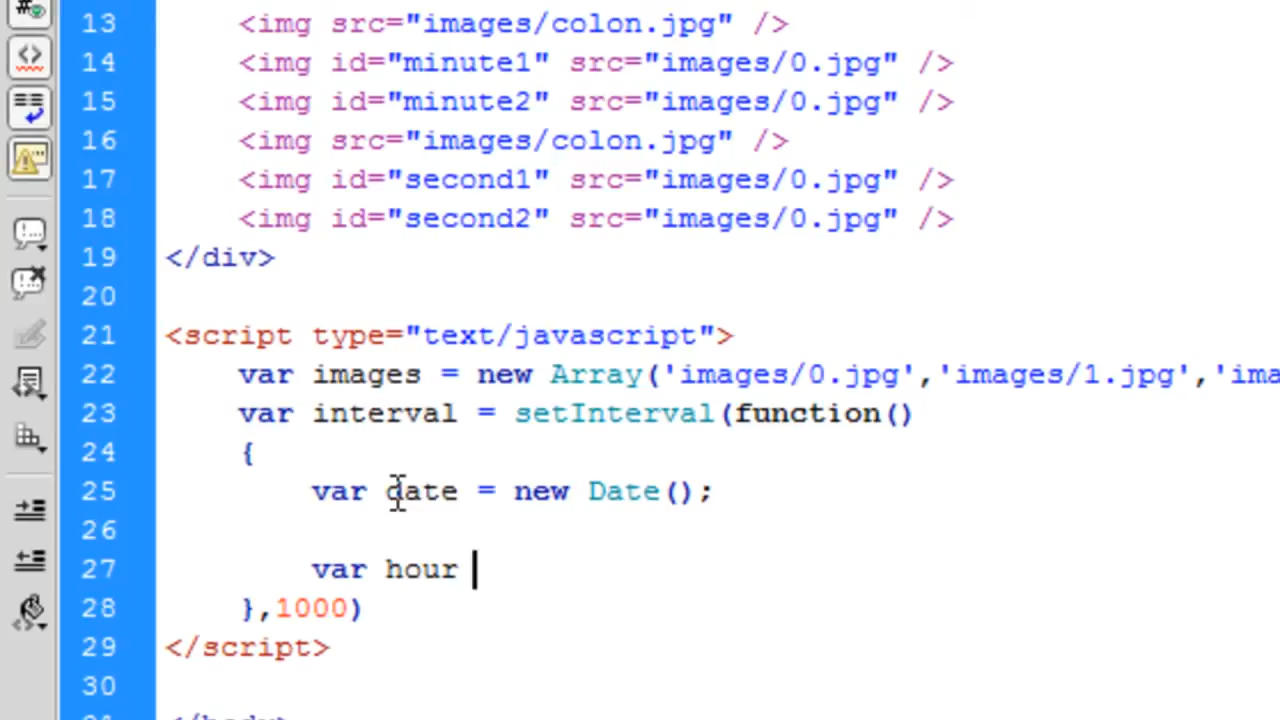 13 <img src="images/colon.jpg" />
14 <img id="minute1" src="images/0.jpg" />
15 <img id="minute2" src="images/0.jpg" />
16 <img src="images/colon.jpg" />
17 <img id="second1" src="images/0.jpg" />
18 <img id="second2" src="images/0.jpg" />
19 </div>
20
21 <script type="text/javascript">
22 var images = new Array('images/0.jpg','images/1.jpg','ima
23 var interval = setInterval(function()
24 {
25 var date = new Date();
26
27 var hour
28 },1000)
29 </script>
30